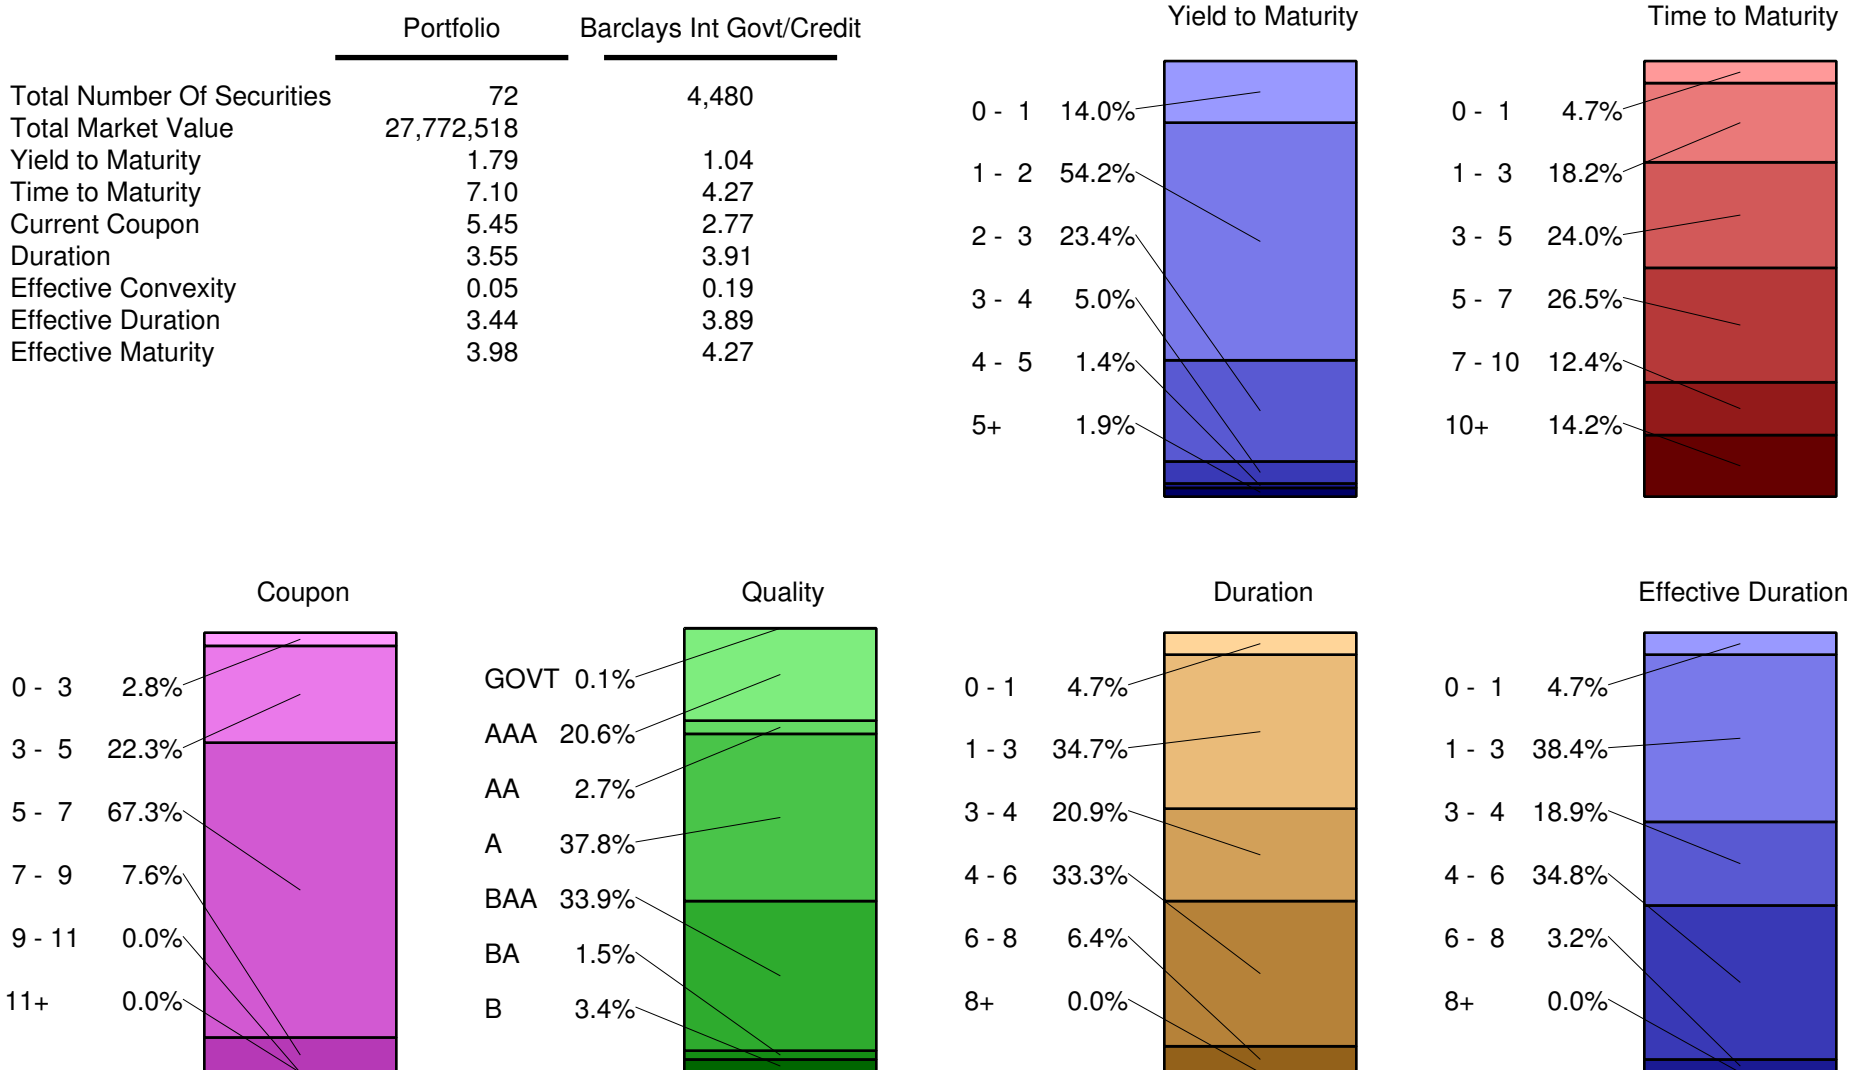 Portfolio Barclays Int Govt/Credit
Total Number Of Securities 72 4,480
Total Market Value 27,772,518
Yield to Maturity 1.79 1.04
Time to Maturity 7.10 4.27
Current Coupon 5.45 2.77
Duration 3.55 3.91
Effective Convexity 0.05 0.19
Effective Duration 3.44 3.89
Effective Maturity 3.98 4.27
Yield to Maturity
0 - 1 14.0%
1 - 2 54.2%
2 - 3 23.4%
3 - 4 5.0%
4 - 5 1.4%
5+ 1.9%
Time to Maturity
0 - 1 4.7%
1 - 3 18.2%
3 - 5 24.0%
5 - 7 26.5%
7 - 10 12.4%
10+ 14.2%
Coupon
0 - 3 2.8%
3 - 5 22.3%
5 - 7 67.3%
7 - 9 7.6%
9 - 11 0.0%
11+ 0.0%
Quality
GOVT 0.1%
AAA 20.6%
AA 2.7%
A 37.8%
BAA 33.9%
BA 1.5%
B 3.4%
Duration
0 - 1 4.7%
1 - 3 34.7%
3 - 4 20.9%
4 - 6 33.3%
6 - 8 6.4%
8+ 0.0%
Effective Duration
0 - 1 4.7%
1 - 3 38.4%
3 - 4 18.9%
4 - 6 34.8%
6 - 8 3.2%
8+ 0.0%